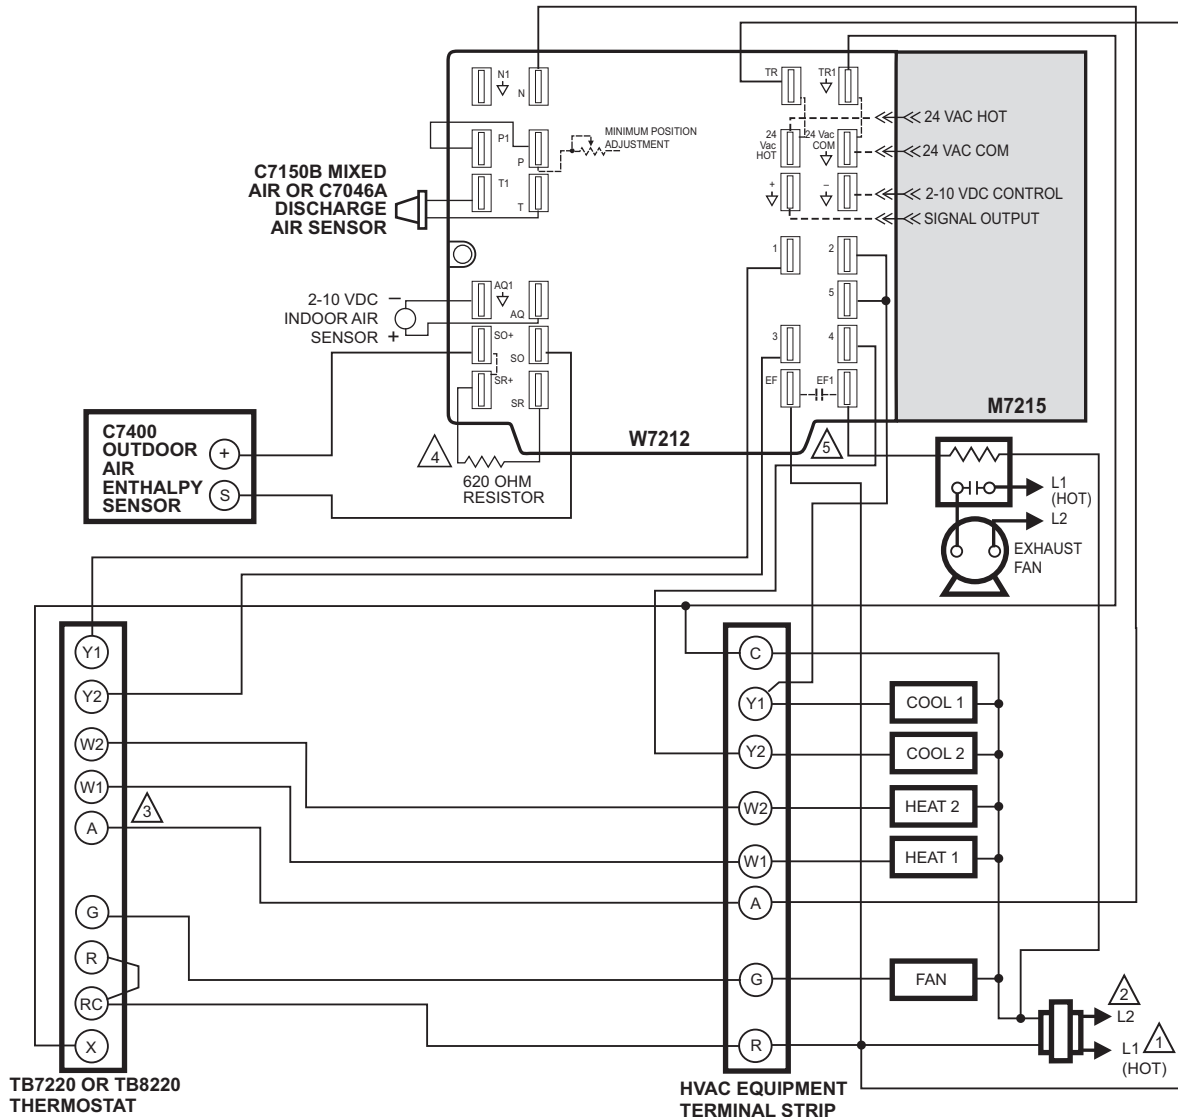 N1
N
TR
TR1
24 VAC HOT
P1
P
MINIMUM POSITION
ADJUSTMENT
24
Vac
HOT
24 Vac
COM
24 VAC COM
C7150B MIXED
AIR OR C7046A
DISCHARGE
AIR SENSOR
T1
T
+
–
2-10 VDC CONTROL
SIGNAL OUTPUT
1
2
2-10 VDC
INDOOR AIR
SENSOR
–
+
AQ1
AQ
5
SO+
SO
3
4
SR+
SR
EF
EF1
M7215
W7212
C7400
OUTDOOR
AIR
ENTHALPY
SENSOR
+
S
4
620 OHM
RESISTOR
5
L1
(HOT)
L2
EXHAUST
FAN
Y1
C
Y2
Y1
COOL 1
W2
Y2
COOL 2
W1
3
W2
HEAT 2
A
W1
HEAT 1
A
G
R
G
FAN
RC
2
L2
X
R
L1
(HOT)
1
TB7220 OR TB8220
THERMOSTAT
HVAC EQUIPMENT
TERMINAL STRIP